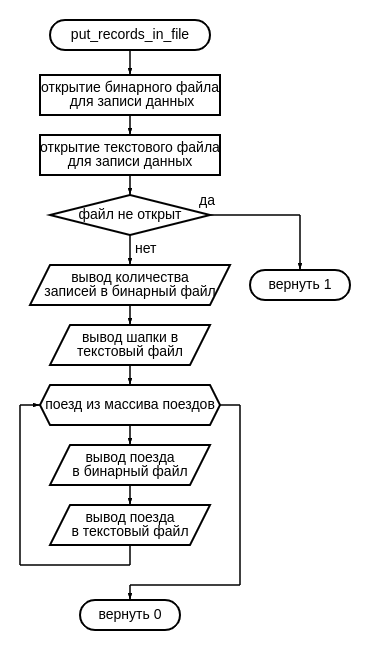 put_records_in_file
открытие бинарного файла
для записи данных
открытие текстового файла
для записи данных
да
файл не открыт
нет
вывод количества
записей в бинарный файл
вернуть 1
вывод шапки в
текстовый файл
поезд из массива поездов
вывод поезда
в бинарный файл
вывод поезда
в текстовый файл
вернуть 0